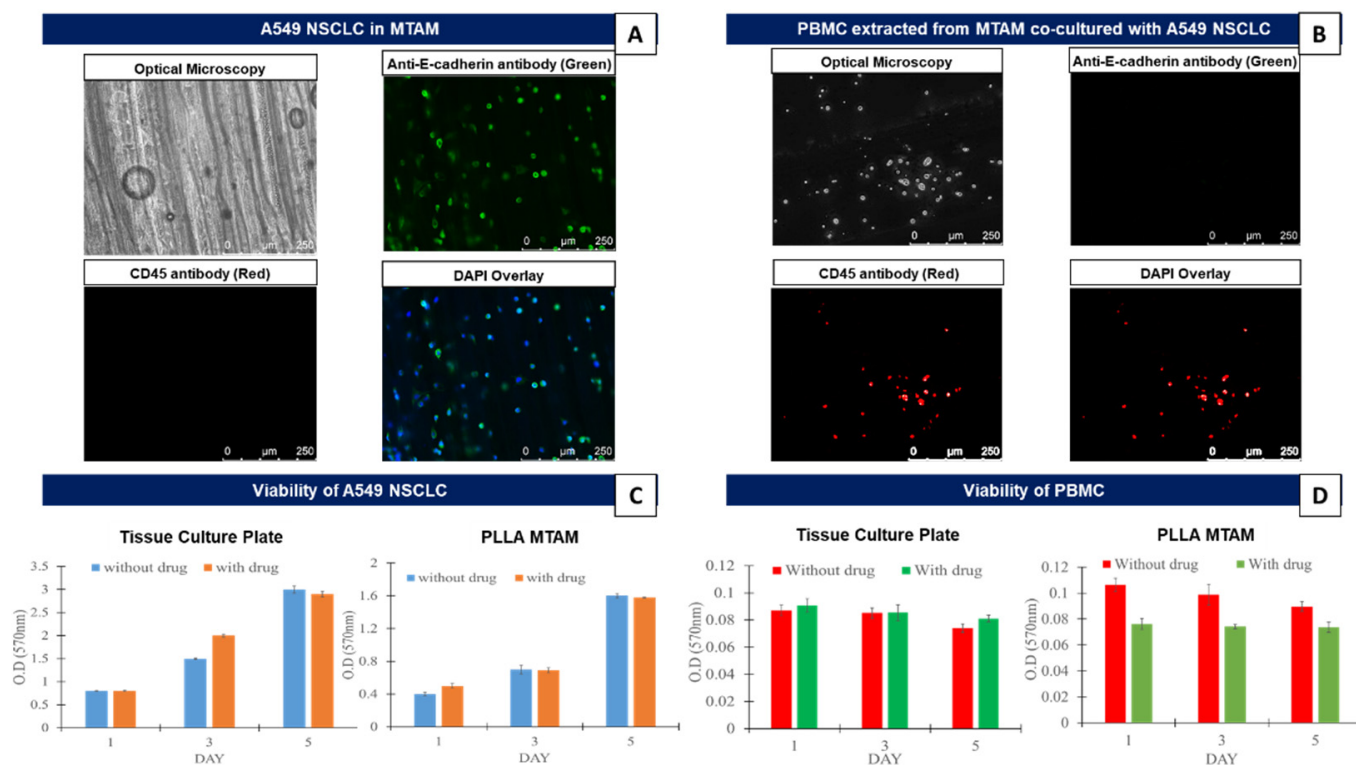 A549 NSCLC in MTAM
A
Optical Microscopy
Anti-E-cadherin antibody (Green)
0 µm 250
0 µm 250
CD45 antibody (Red)
DAPI Overlay
0 µm 250
0 µm 250
PBMC extracted from MTAM co-cultured with A549 NSCLC
B
Optical Microscopy
Anti-E-cadherin antibody (Green)
0 µm 250
0 µm 250
CD45 antibody (Red)
DAPI Overlay
0 µm 250
0 µm 250
Viability of A549 NSCLC
C
Tissue Culture Plate
without drug
with drug
O.D (570nm)
3.5
3
2.5
2
1.5
1
0.5
0
1 3 5
DAY
PLLA MTAM
without drug
with drug
O.D (570nm)
2
1.6
1.2
0.8
0.4
0
1 3 5
DAY
Viability of PBMC
D
Tissue Culture Plate
Without drug
With drug
O.D (570nm)
0.12
0.1
0.08
0.06
0.04
0.02
0
1 3 5
DAY
PLLA MTAM
Without drug
With drug
O.D (570nm)
0.12
0.1
0.08
0.06
0.04
0.02
0
1 3 5
DAY